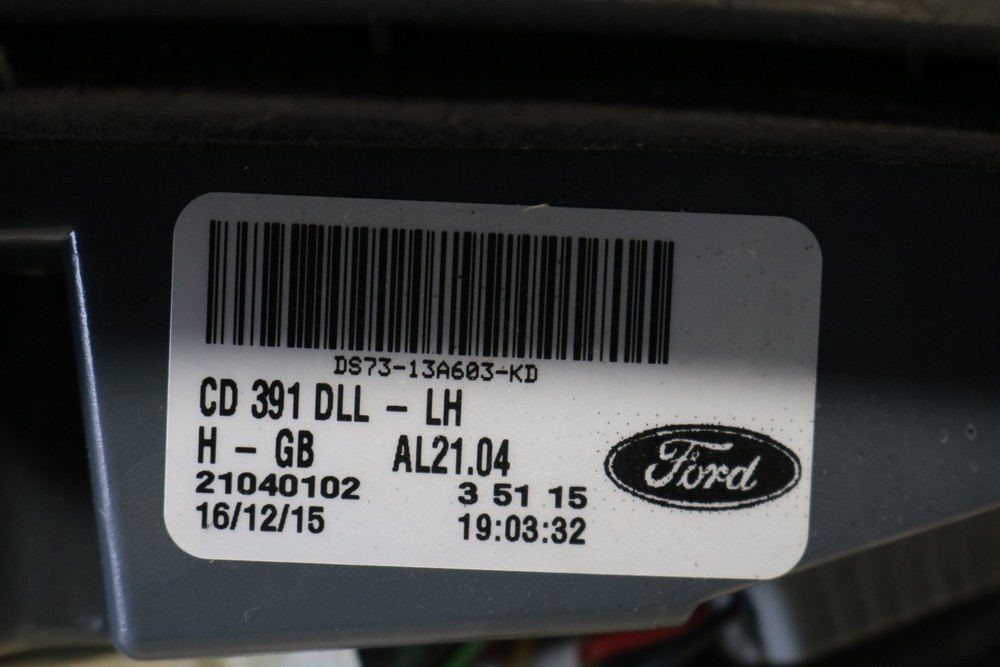 DS73-13A603-KD
CD 391 DLL - LH
H - GB AL21.04
21040102 3 51 15
16/12/15 19:03:32
Ford